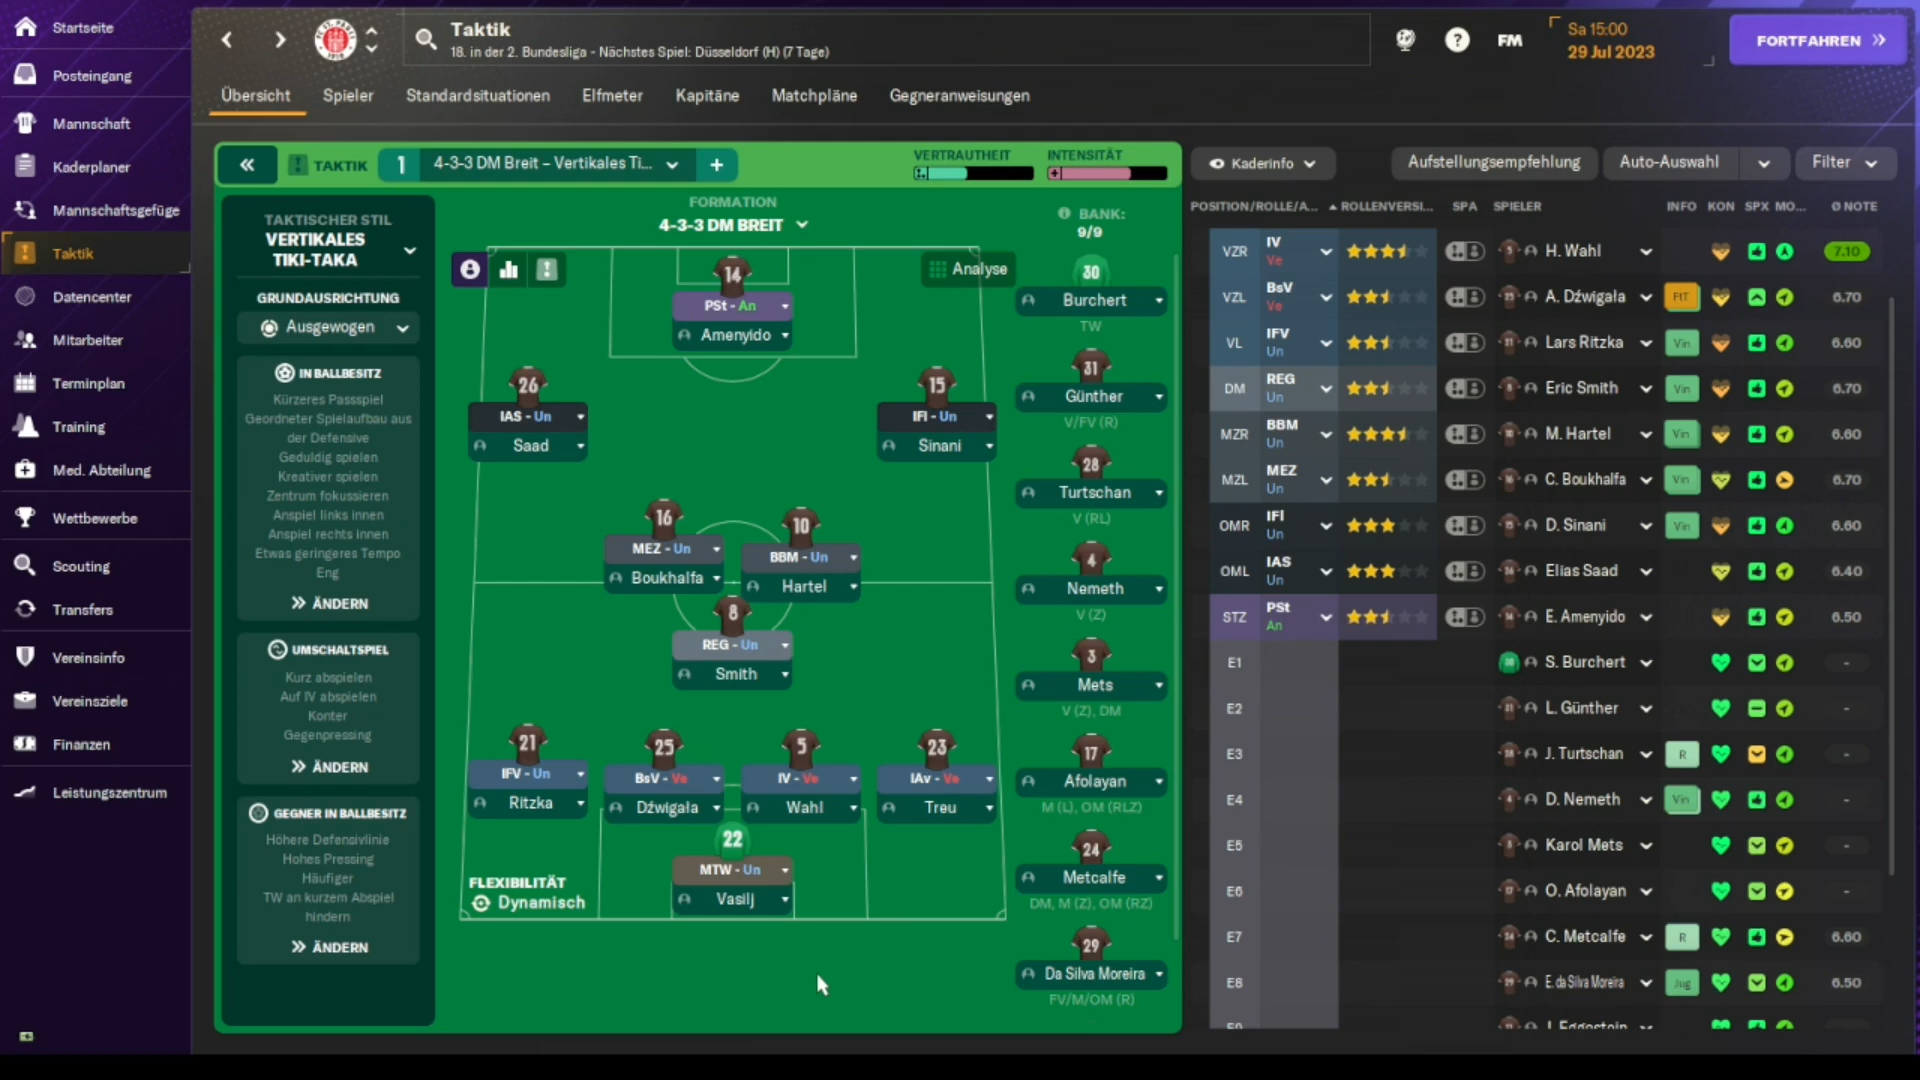 Startseite
Posteingang
Mannschaft
Kaderplaner
Mannschaftsgefüge
Taktik
Datencenter
Mitarbeiter
Terminplan
Training
Med. Abteilung
Wettbewerbe
Scouting
Transfers
Vereinsinfo
Vereinsziele
Finanzen
Leistungszentrum
Taktik
18. in der 2. Bundesliga - Nächstes Spiel: Düsseldorf (H) (7 Tage)
FM
Sa 15:00
29 Jul 2023
FORTFAHREN
Übersicht Spieler Standardsituationen Elfmeter Kapitäne Matchpläne Gegneranweisungen
TAKTIK 1 4-3-3 DM Breit – Vertikales Ti...
VERTRAUTHEIT INTENSITÄT
TAKTISCHER STIL
VERTIKALES
TIKI-TAKA
GRUNDAUSRICHTUNG
Ausgewogen
IN BALLBESITZ
Kürzeres Passspiel
Geordneter Spielaufbau aus
der Defensive
Geduldig spielen
Kreativer spielen
Zentrum fokussieren
Anspiel links innen
Anspiel rechts innen
Etwas geringeres Tempo
Eng
ÄNDERN
UMSCHALTSPIEL
Kurz abspielen
Auf IV abspielen
Konter
Gegenpressing
ÄNDERN
GEGNER IN BALLBESITZ
Höhere Defensivlinie
Hohes Pressing
Häufiger
TW an kurzem Abspiel
hindern
ÄNDERN
FORMATION
4-3-3 DM BREIT
Analyse
14
PSt - An
Amenyido
26
IAS - Un
Saad
15
IFl - Un
Sinani
16
MEZ - Un
Boukhalfa
10
BBM - Un
Hartel
8
REG - Un
Smith
21
IFV - Un
Ritzka
25
BsV - Ve
Dźwigala
5
IV - Ve
Wahl
23
IAv - Ve
Treu
22
MTW - Un
Vasilj
FLEXIBILITÄT
Dynamisch
BANK:
9/9
30
Burchert
TW
31
Günther
V/FV (R)
28
Turtschan
V (RL)
4
Nemeth
V (Z)
3
Mets
V (Z), DM
17
Afolayan
M (L), OM (RLZ)
24
Metcalfe
DM, M (Z), OM (RZ)
29
Da Silva Moreira
FV/M/OM (R)
Kaderinfo Aufstellungsempfehlung Auto-Auswahl Filter
POSITION/ROLLE/A... ROLLENVERSI... SPA SPIELER INFO KON SPX MO... Ø NOTE
VZR IV Ve H. Wahl 7.10
VZL BsV Ve A. Dźwigala FIT 6.70
VL IFV Un Lars Ritzka Vin 6.60
DM REG Un Eric Smith Vin 6.70
MZR BBM Un M. Hartel Vin 6.60
MZL MEZ Un C. Boukhalfa Vin 6.70
OMR IFl Un D. Sinani Vin 6.60
OML IAS Un Elias Saad 6.40
STZ PSt An E. Amenyido 6.50
E1 S. Burchert -
E2 L. Günther -
E3 J. Turtschan R -
E4 D. Nemeth Vin -
E5 Karol Mets -
E6 O. Afolayan -
E7 C. Metcalfe R 6.60
E8 E. da Silva Moreira Jug 6.50
E9 J. Eggestein